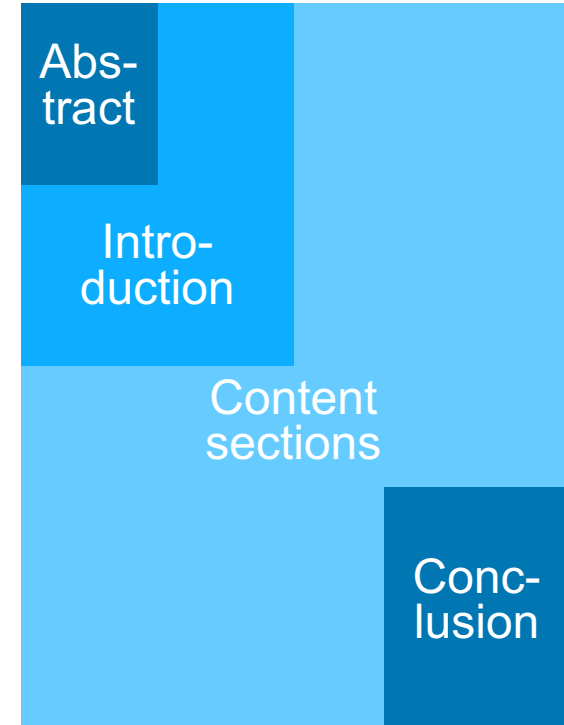 Abs-
tract
Intro-
duction
Content
sections
Conc-
lusion